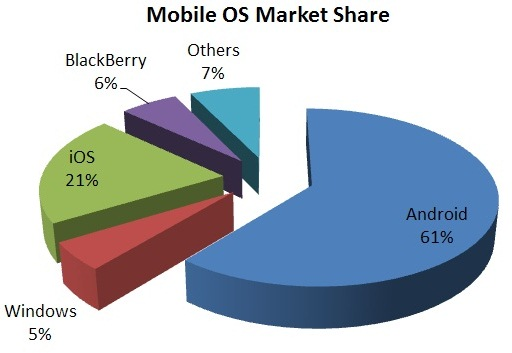 Mobile OS Market Share
Others
7%
BlackBerry
6%
iOS
21%
Android
61%
Windows
5%